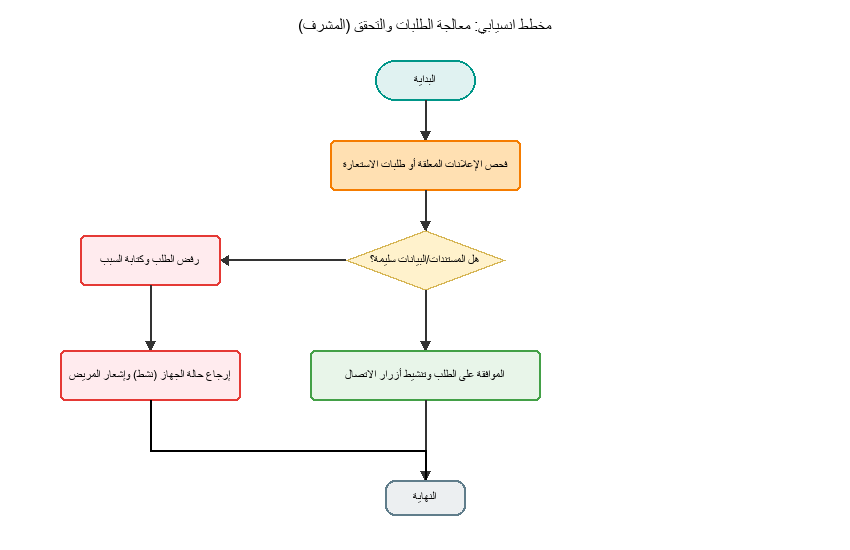 مخطط انسيابي: معالجة الطلبات والتحقق (المشرف)
البداية
فحص الإعلانات المعلقة أو طلبات الاستعارة
هل المستندات/البيانات سليمة؟
رفض الطلب وكتابة السبب
الموافقة على الطلب وتنشيط أزرار الاتصال
إرجاع حالة الجهاز (نشط) وإشعار المريض
النهاية